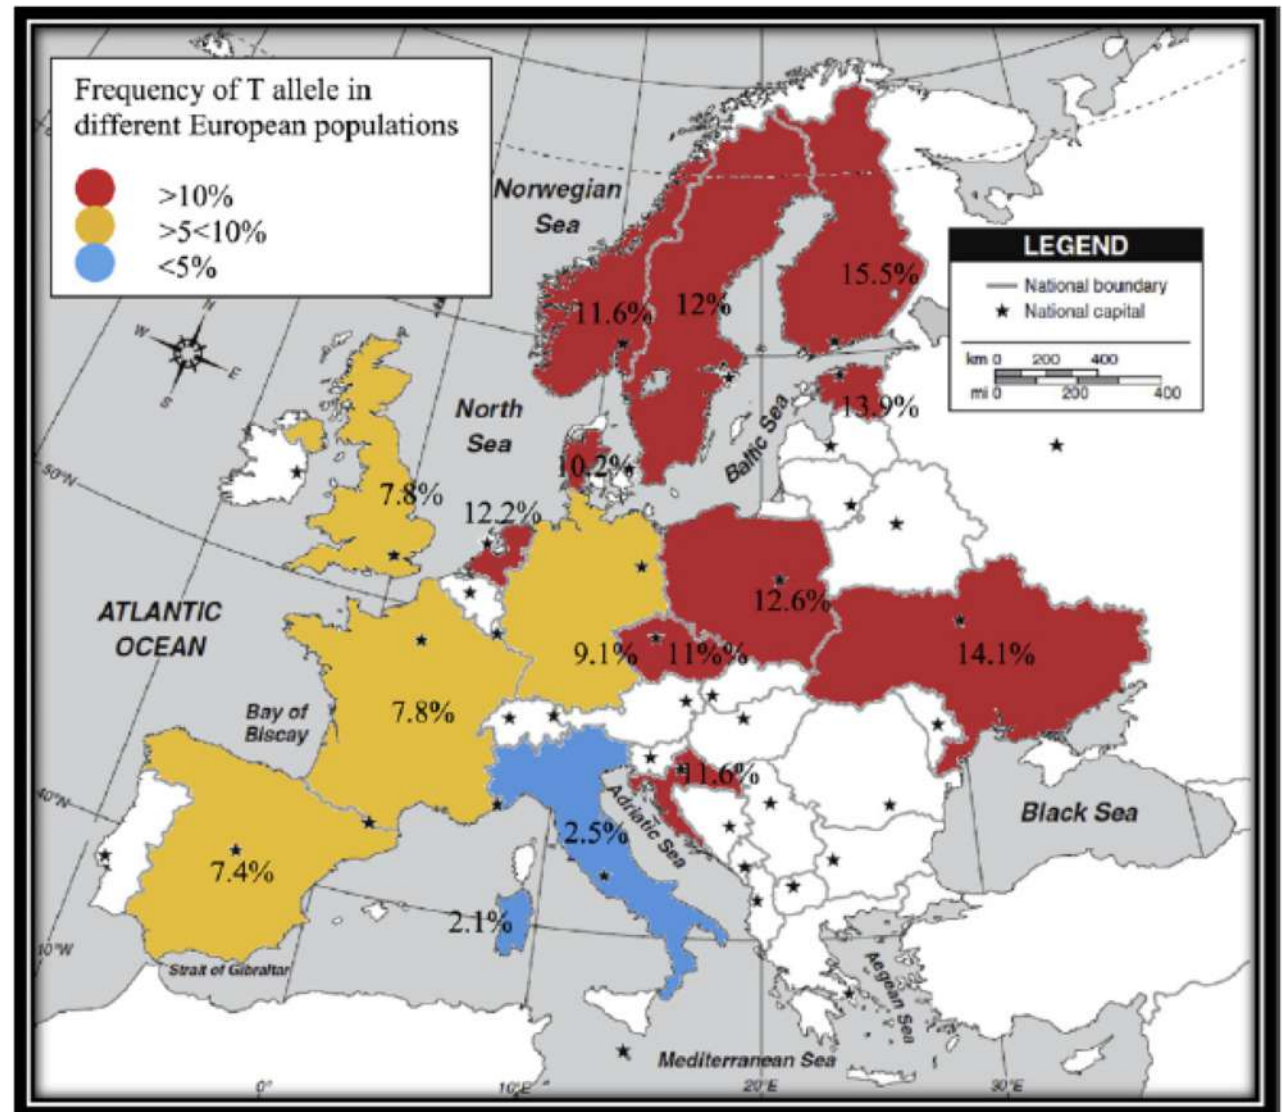 Frequency of T allele in
different European populations
>10%
>5<10%
<5%
Norwegian
Sea
LEGEND
National boundary
National capital
km 0 200 400
mi 0 200 400
N
W
E
S
15.5%
11.6%
12%
13.9%
North
Sea
Baltic Sea
10.2%
7.8%
12.2%
50°N
ATLANTIC
OCEAN
12.6%
9.1%
11%%
14.1%
Bay of
Biscay
7.8%
11.6%
40°N
Adriatic Sea
Black Sea
2.5%
7.4%
2.1%
10°W
Strait of Gibraltar
Aegean Sea
Mediterranean Sea
0°
10°E
20°E
30°E